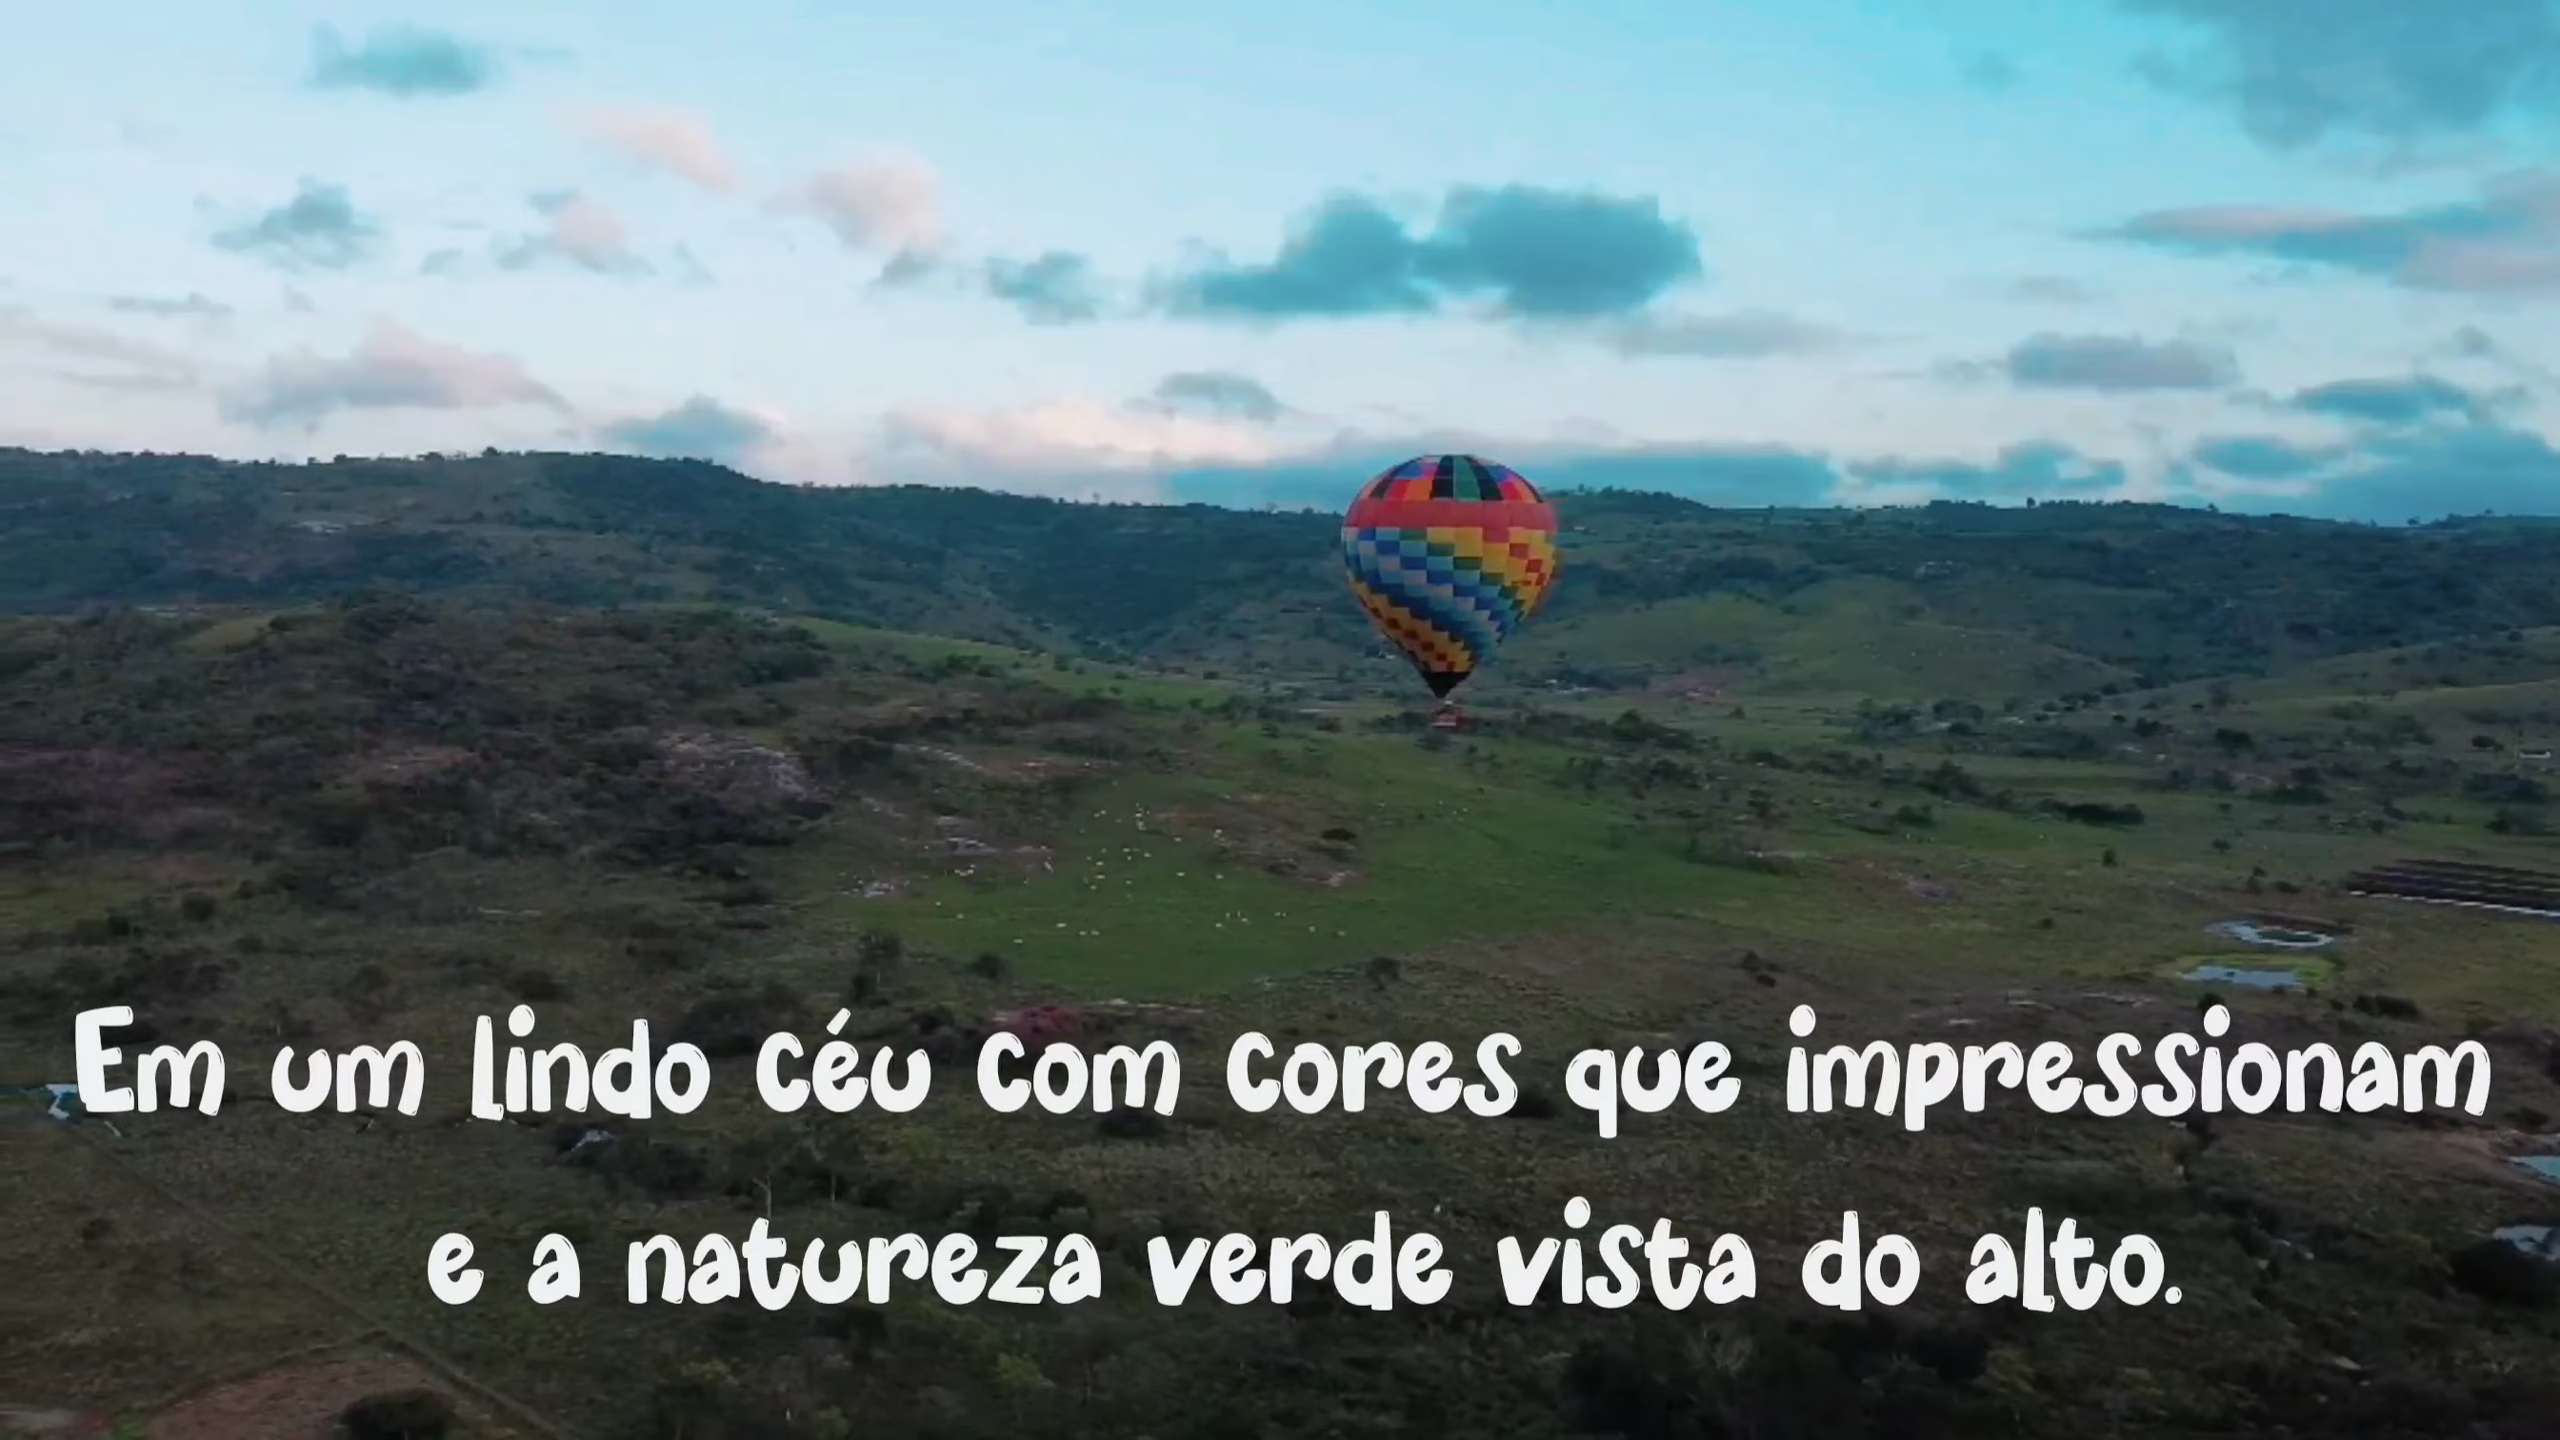 Em um lindo céu com cores que impressionam
e a natureza verde vista do alto.